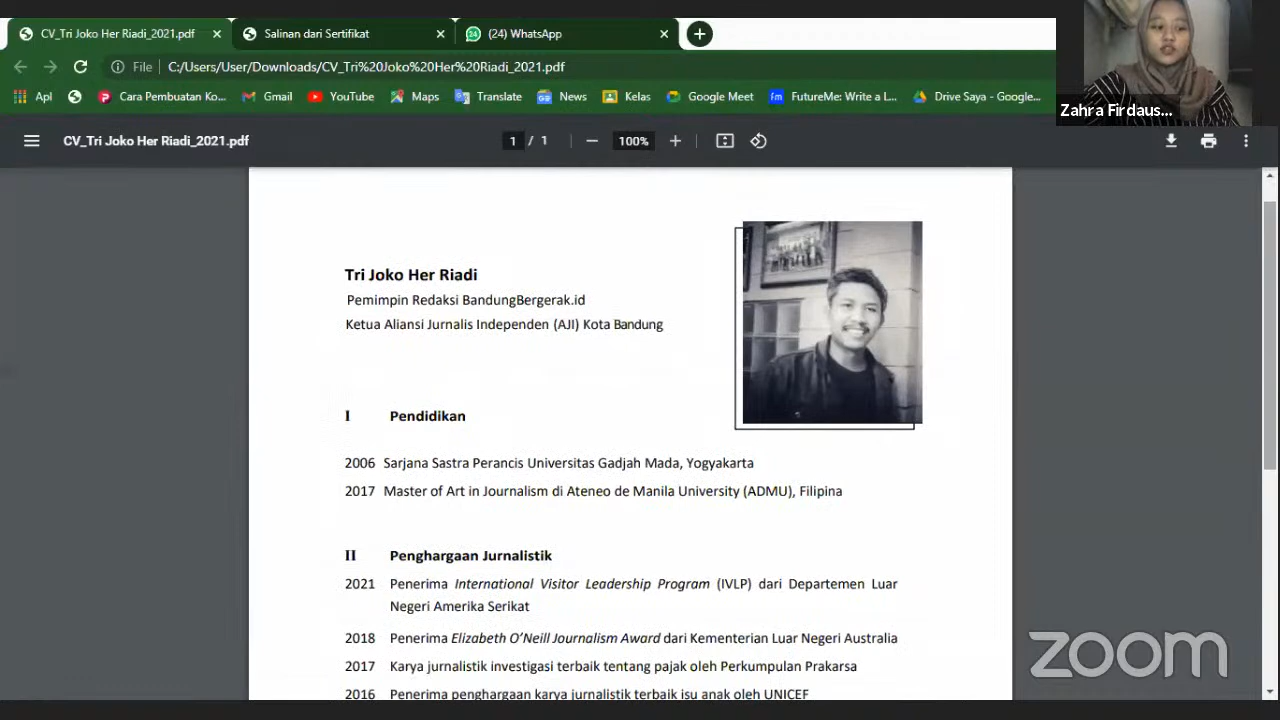 CV_Tri Joko Her Riadi_2021.pdf
Salinan dari Sertifikat
(24) WhatsApp
File C:/Users/User/Downloads/CV_Tri%20Joko%20Her%20Riadi_2021.pdf
Apl Cara Pembuatan Ko... Gmail YouTube Maps Translate News Kelas Google Meet FutureMe: Write a L... Drive Saya - Google...
Zahra Firdaus...
CV_Tri Joko Her Riadi_2021.pdf 1 / 1 100%
Tri Joko Her Riadi
Pemimpin Redaksi BandungBergerak.id
Ketua Aliansi Jurnalis Independen (AJI) Kota Bandung
I Pendidikan
2006 Sarjana Sastra Perancis Universitas Gadjah Mada, Yogyakarta
2017 Master of Art in Journalism di Ateneo de Manila University (ADMU), Filipina
II Penghargaan Jurnalistik
2021 Penerima International Visitor Leadership Program (IVLP) dari Departemen Luar
Negeri Amerika Serikat
2018 Penerima Elizabeth O'Neill Journalism Award dari Kementerian Luar Negeri Australia
2017 Karya jurnalistik investigasi terbaik tentang pajak oleh Perkumpulan Prakarsa
2016 Penerima penghargaan karya jurnalistik terbaik isu anak oleh UNICEF
zoom